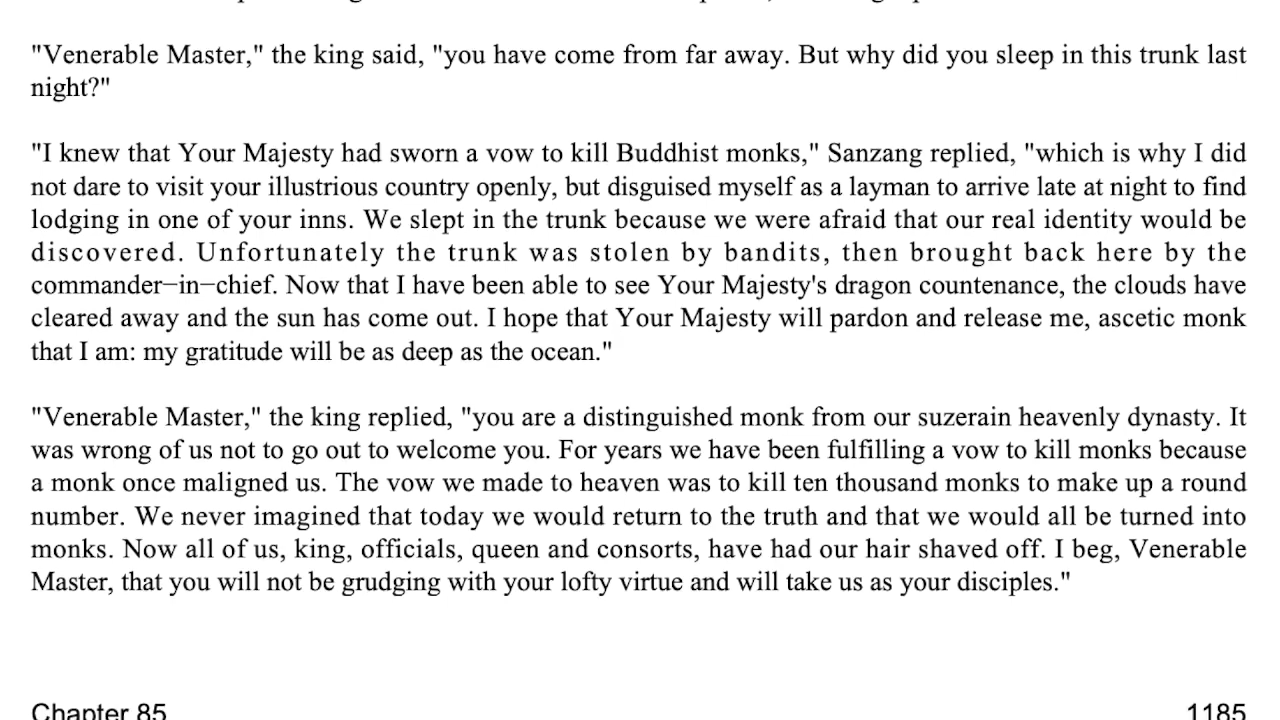 "Venerable Master," the king said, "you have come from far away. But why did you sleep in this trunk last
night?"
"I knew that Your Majesty had sworn a vow to kill Buddhist monks," Sanzang replied, "which is why I did
not dare to visit your illustrious country openly, but disguised myself as a layman to arrive late at night to find
lodging in one of your inns. We slept in the trunk because we were afraid that our real identity would be
discovered. Unfortunately the trunk was stolen by bandits, then brought back here by the
commander−in−chief. Now that I have been able to see Your Majesty's dragon countenance, the clouds have
cleared away and the sun has come out. I hope that Your Majesty will pardon and release me, ascetic monk
that I am: my gratitude will be as deep as the ocean."
"Venerable Master," the king replied, "you are a distinguished monk from our suzerain heavenly dynasty. It
was wrong of us not to go out to welcome you. For years we have been fulfilling a vow to kill monks because
a monk once maligned us. The vow we made to heaven was to kill ten thousand monks to make up a round
number. We never imagined that today we would return to the truth and that we would all be turned into
monks. Now all of us, king, officials, queen and consorts, have had our hair shaved off. I beg, Venerable
Master, that you will not be grudging with your lofty virtue and will take us as your disciples."
Chapter 85 1185